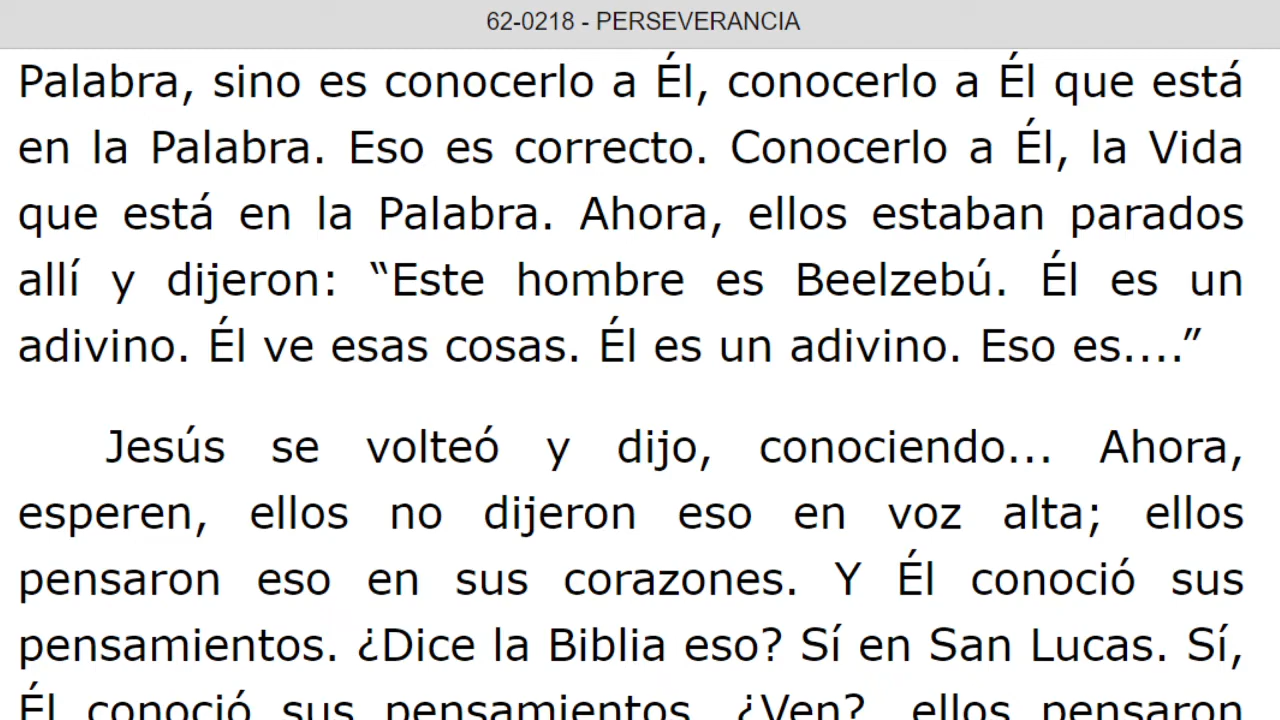 62-0218 - PERSEVERANCIA
Palabra, sino es conocerlo a Él, conocerlo a Él que está
en la Palabra. Eso es correcto. Conocerlo a Él, la Vida
que está en la Palabra. Ahora, ellos estaban parados
allí y dijeron: “Este hombre es Beelzebú. Él es un
adivino. Él ve esas cosas. Él es un adivino. Eso es....”
Jesús se volteó y dijo, conociendo... Ahora,
esperen, ellos no dijeron eso en voz alta; ellos
pensaron eso en sus corazones. Y Él conoció sus
pensamientos. ¿Dice la Biblia eso? Sí en San Lucas. Sí,
Él conoció sus pensamientos. ¿Ven?, ellos pensaron